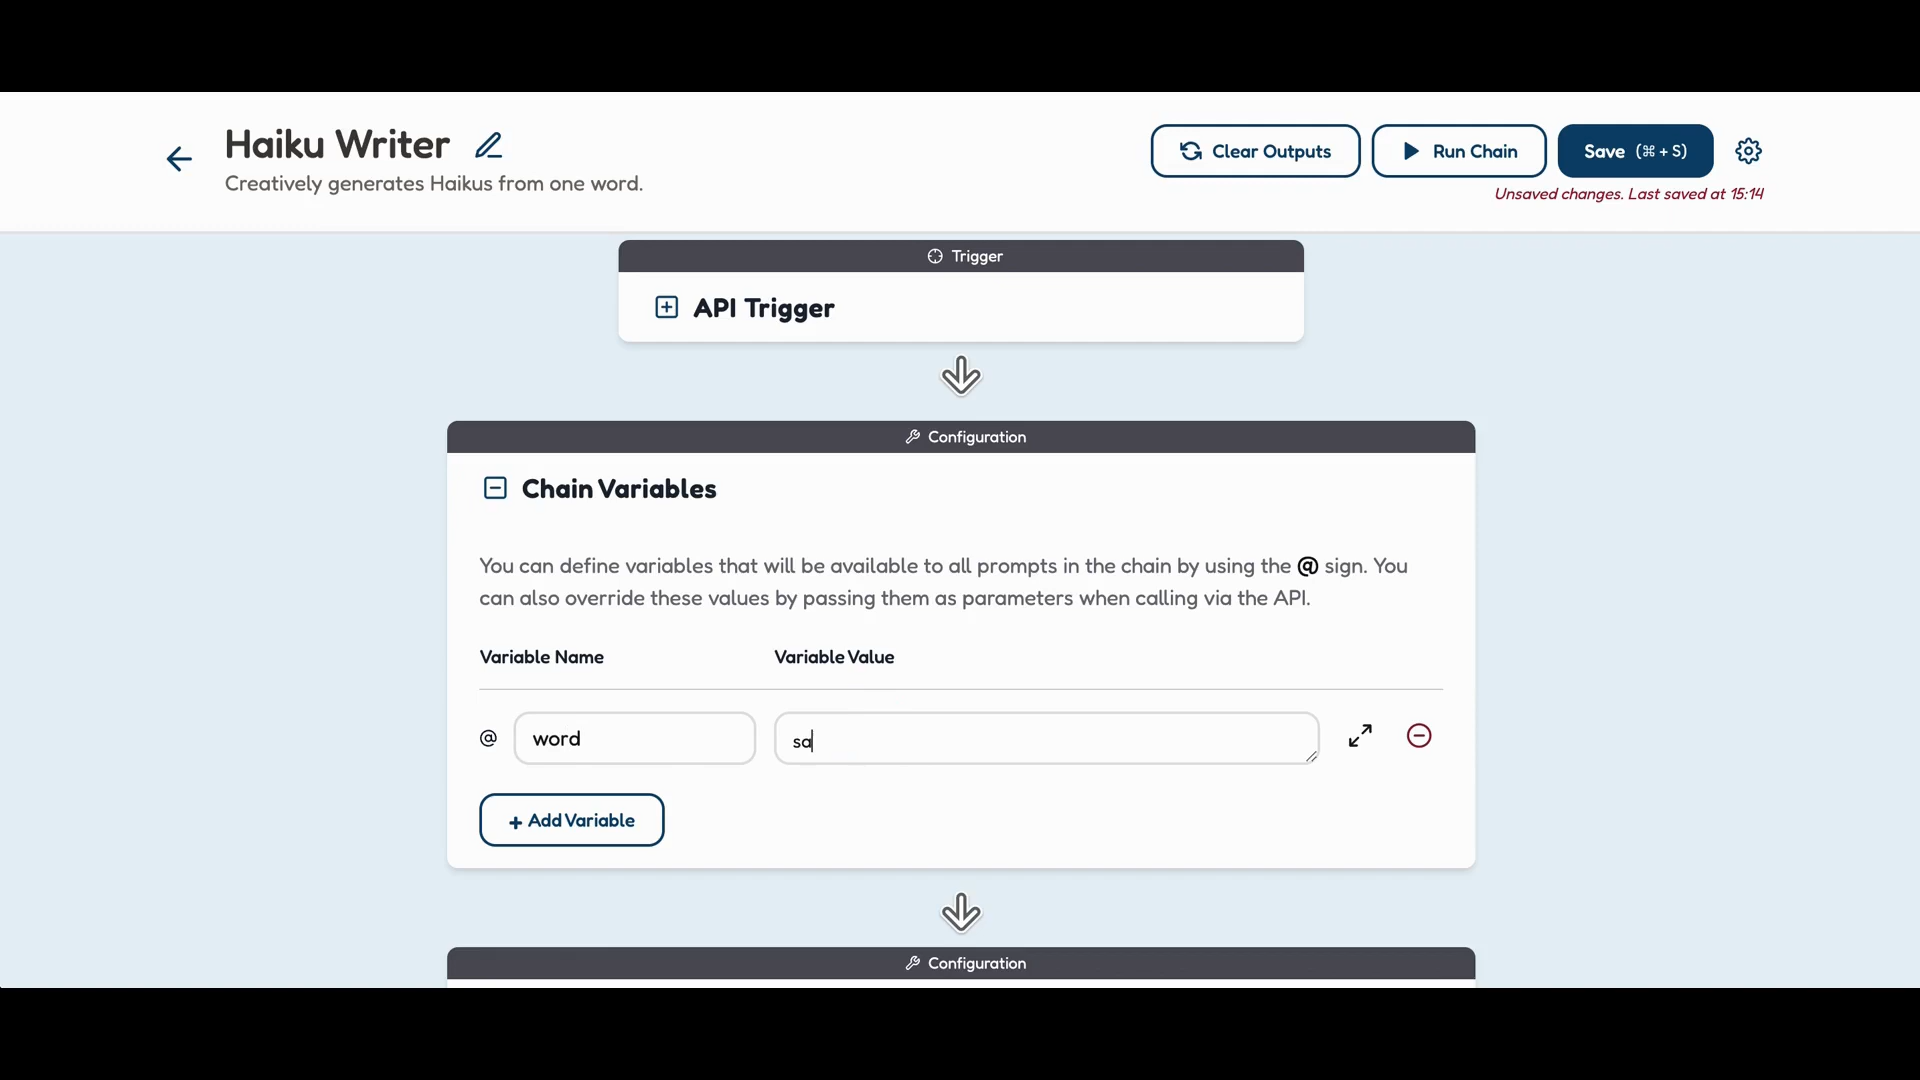 Haiku Writer
Creatively generates Haikus from one word.
Clear Outputs
Run Chain
Save (⌘ + S)
Unsaved changes. Last saved at 15:14
Trigger
API Trigger
Configuration
Chain Variables
You can define variables that will be available to all prompts in the chain by using the @ sign. You
can also override these values by passing them as parameters when calling via the API.
Variable Name Variable Value
@ word sa
+ Add Variable
Configuration